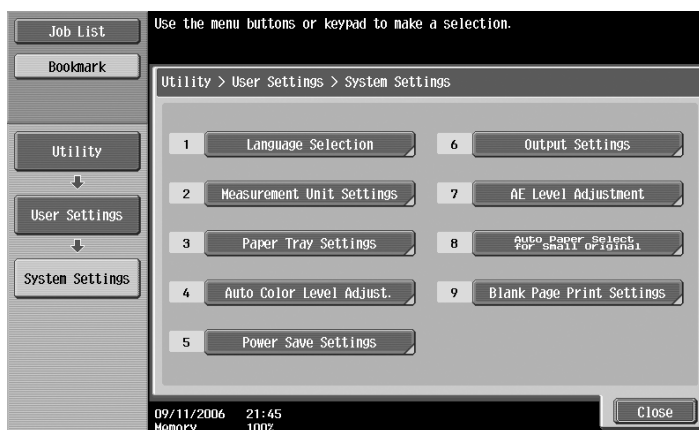 Job List
Bookmark
Use the menu buttons or keypad to make a selection.
Utility > User Settings > System Settings
Utility
User Settings
System Settings
1 Language Selection
2 Measurement Unit Settings
3 Paper Tray Settings
4 Auto Color Level Adjust.
5 Power Save Settings
6 Output Settings
7 AE Level Adjustment
8 Auto Paper Select
for Small Original
9 Blank Page Print Settings
09/11/2006 21:45
Memory 100%
Close